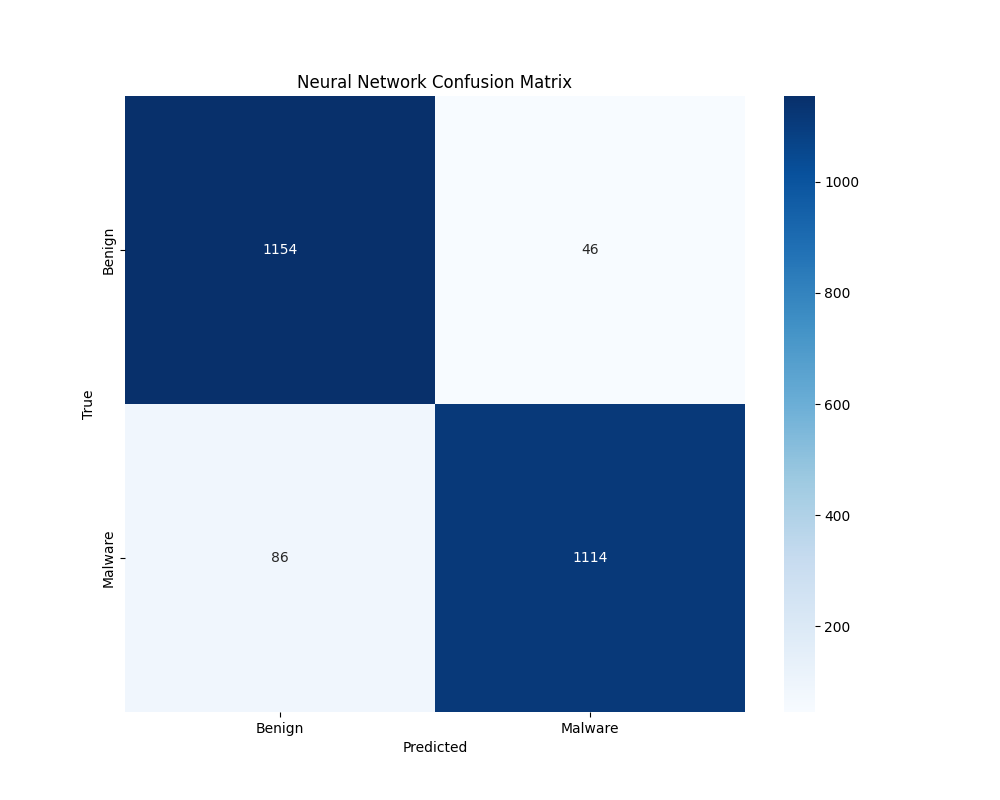 Neural Network Confusion Matrix
Benign
1154
46
True
Malware
86
1114
Benign
Malware
Predicted
1000
800
600
400
200